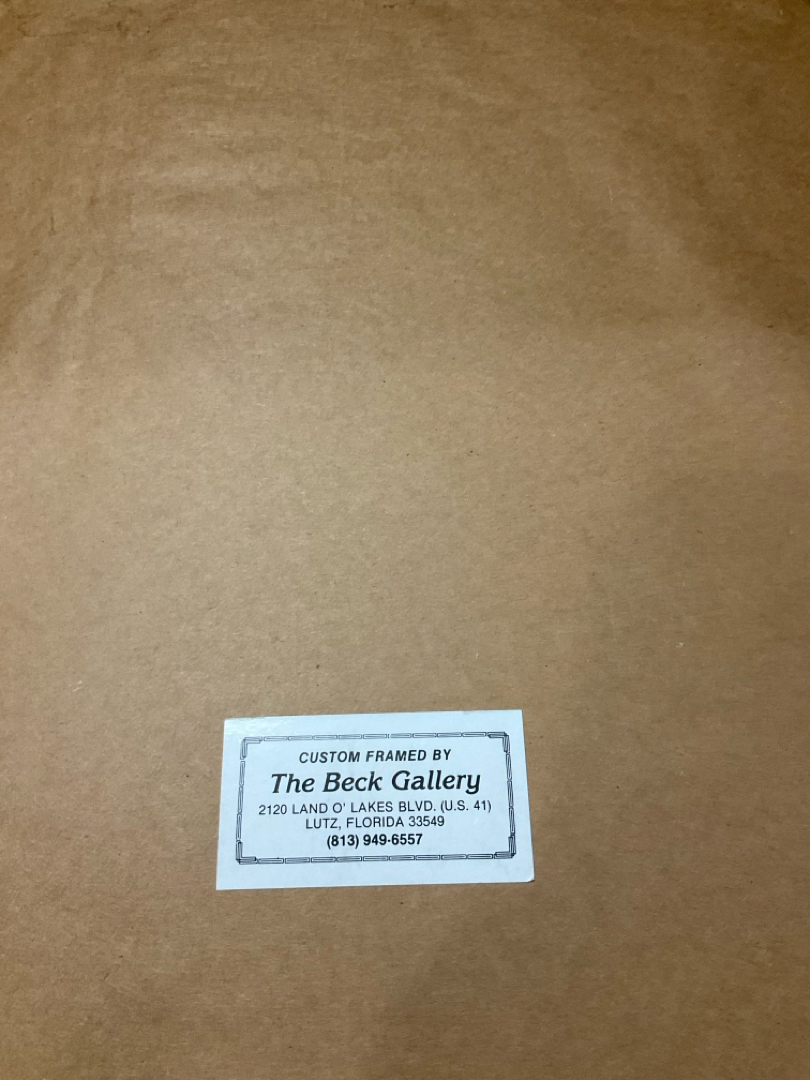 CUSTOM FRAMED BY
The Beck Gallery
2120 LAND O' LAKES BLVD. (U.S. 41)
LUTZ, FLORIDA 33549
(813) 949-6557